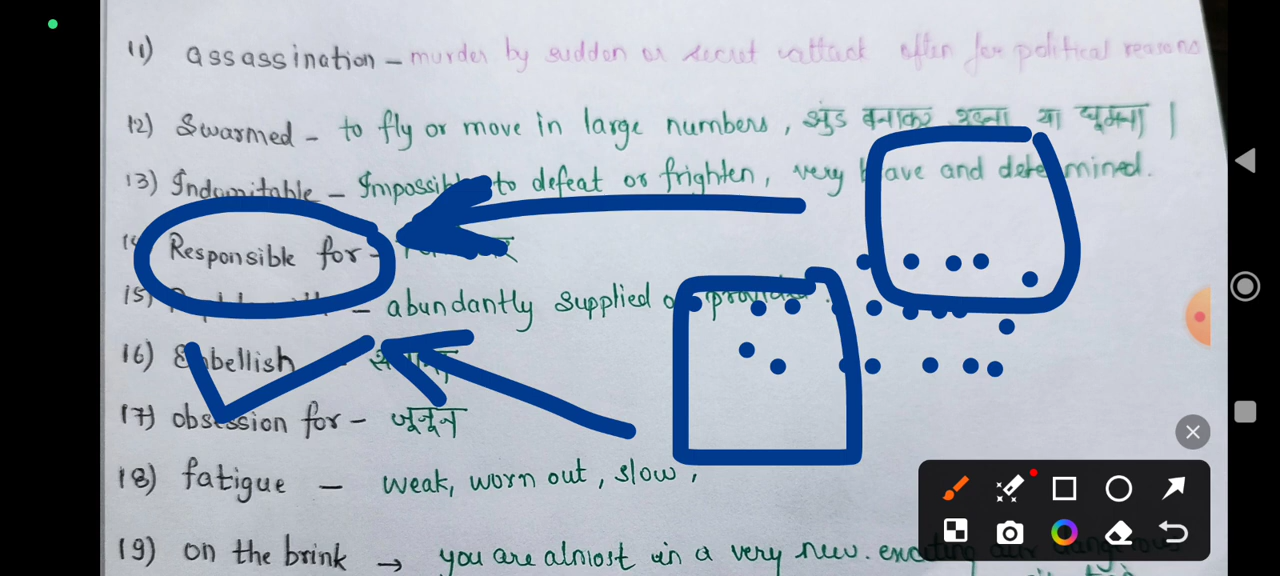 11) assassination - murder by sudden or secret attack often for political reasons
12) Swarmed - to fly or move in large numbers, झुंड बनाकर उड़ना या घूमना |
13) Indomitable - Impossible to defeat or frighten, very brave and determined.
Responsible for -
15) - abundantly supplied or provided.
16) Embellish
17) obsession for - जूनून
18) fatigue - weak, worn out, slow,
19) on the brink → you are almost in a very new. exciting